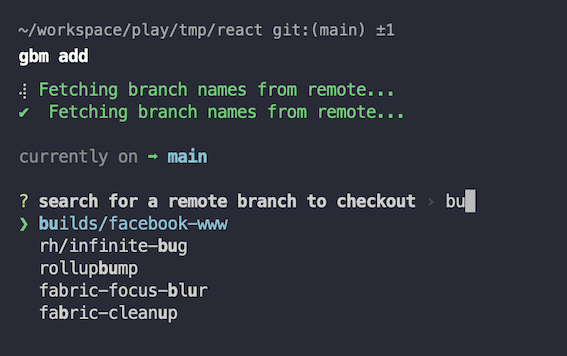 ~/workspace/play/tmp/react git:(main) ±1
gbm add
⡇ Fetching branch names from remote...
✔ Fetching branch names from remote...
currently on ➞ main
? search for a remote branch to checkout › bu
❯ builds/facebook-www
rh/infinite-bug
rollupbump
fabric-focus-blur
fabric-cleanup